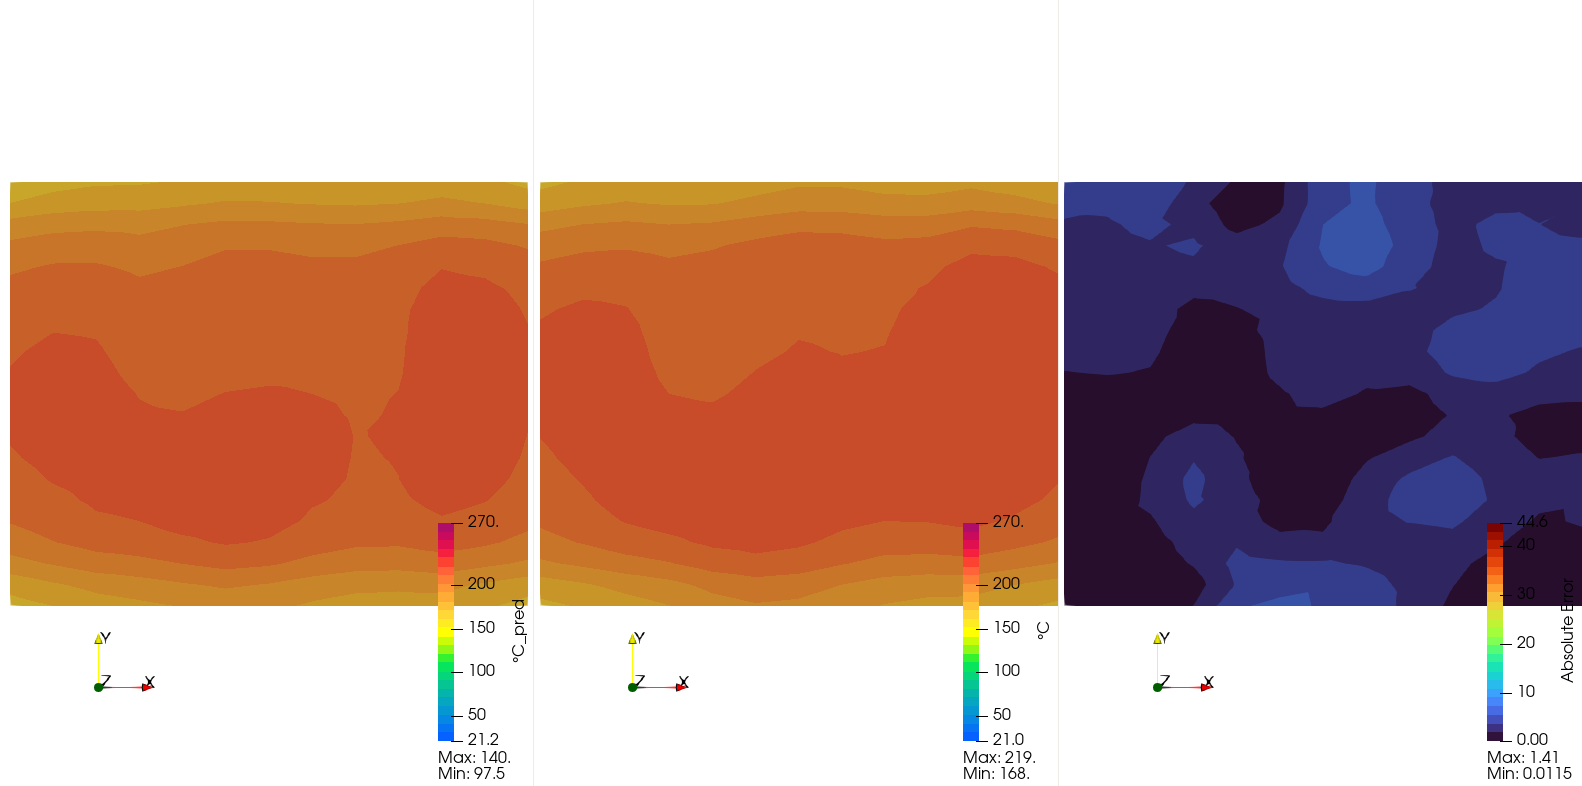 270.
200
150
100
50
21.2
°C_pred
Max: 140.
Min: 97.5
Y
Z
X
270.
200
150
100
50
21.0
°C
Max: 219.
Min: 168.
Y
Z
X
44.6
40
30
20
10
0.00
Absolute Error
Max: 1.41
Min: 0.0115
Y
Z
X